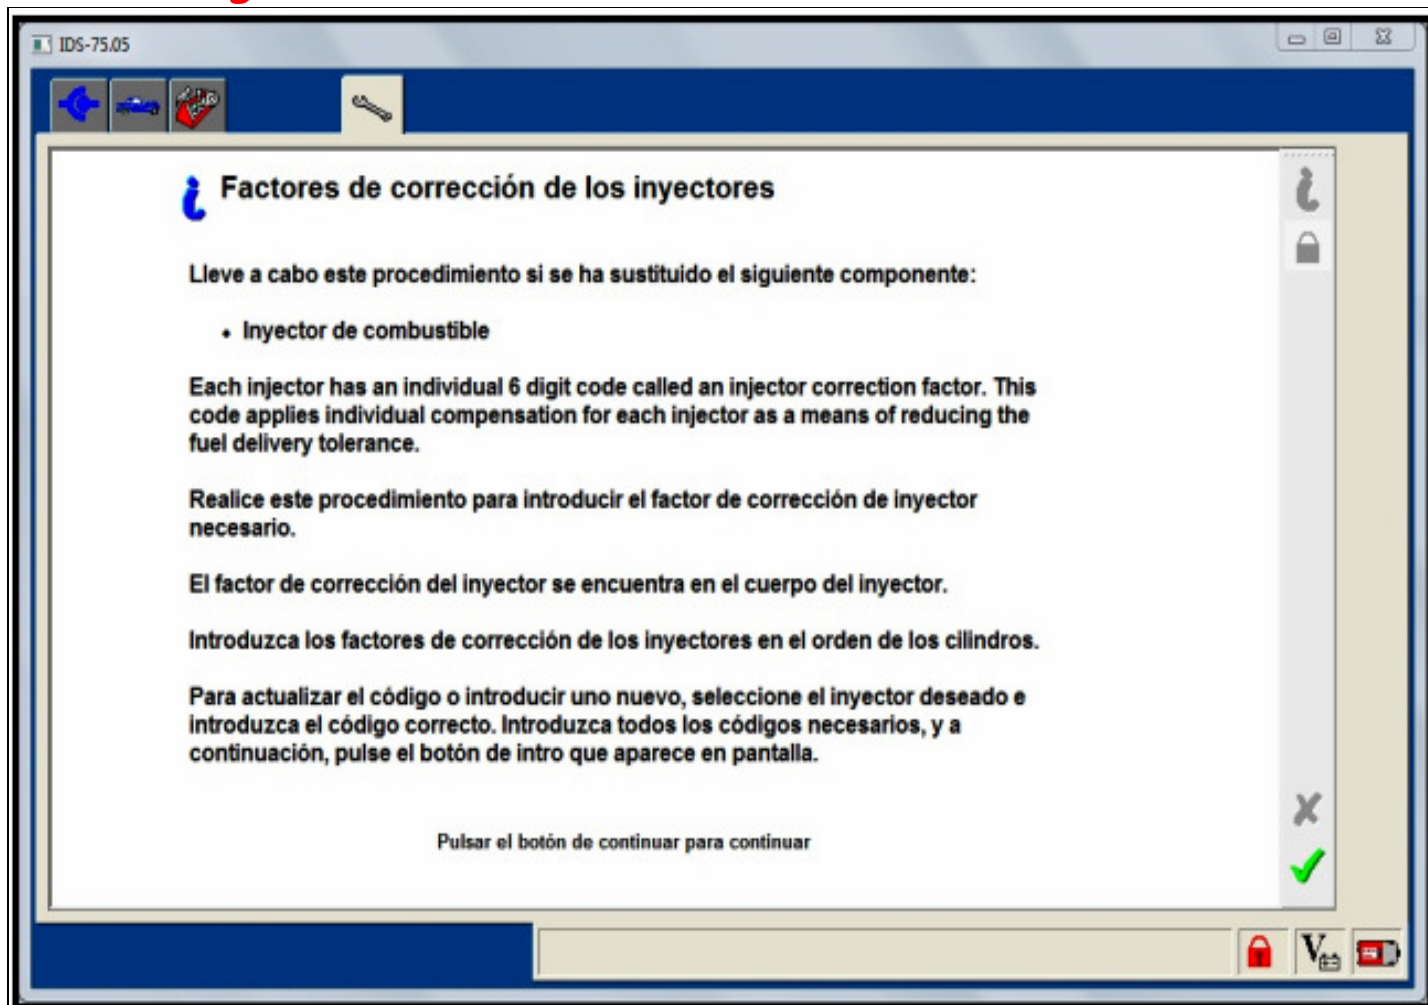 IDS-75.05
Factores de corrección de los inyectores
Lleve a cabo este procedimiento si se ha sustituido el siguiente componente:
• Inyector de combustible
Each injector has an individual 6 digit code called an injector correction factor. This
code applies individual compensation for each injector as a means of reducing the
fuel delivery tolerance.
Realice este procedimiento para introducir el factor de corrección de inyector
necesario.
El factor de corrección del inyector se encuentra en el cuerpo del inyector.
Introduzca los factores de corrección de los inyectores en el orden de los cilindros.
Para actualizar el código o introducir uno nuevo, seleccione el inyector deseado e
introduzca el código correcto. Introduzca todos los códigos necesarios, y a
continuación, pulse el botón de intro que aparece en pantalla.
Pulsar el botón de continuar para continuar
V